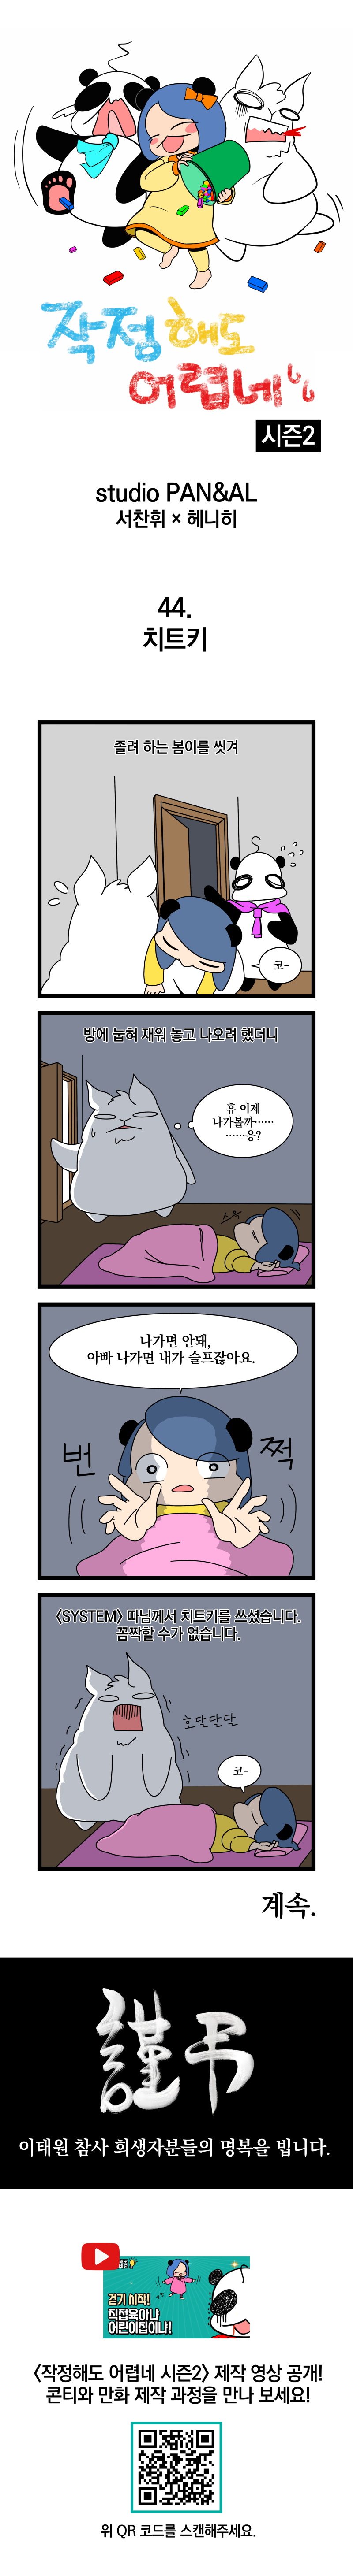 작정해도
어렵네
시즌2
studio PAN&AL
서찬휘 × 헤니히
44.
치트키
졸려 하는 봄이를 씻겨
코-
방에 눕혀 재워 놓고 나오려 했더니
휴 이제
나가볼까……
……응?
스윽
나가면 안돼,
아빠 나가면 내가 슬프잖아요.
번쩍
〈SYSTEM〉 따님께서 치트키를 쓰셨습니다.
꼼짝할 수가 없습니다.
호달달달
코-
계속.
謹弔
이태원 참사 희생자분들의 명복을 빕니다.
걷기 시작!
직접육아냐
어린이집이냐!
〈작정해도 어렵네 시즌2〉 제작 영상 공개!
콘티와 만화 제작 과정을 만나 보세요!
위 QR 코드를 스캔해주세요.